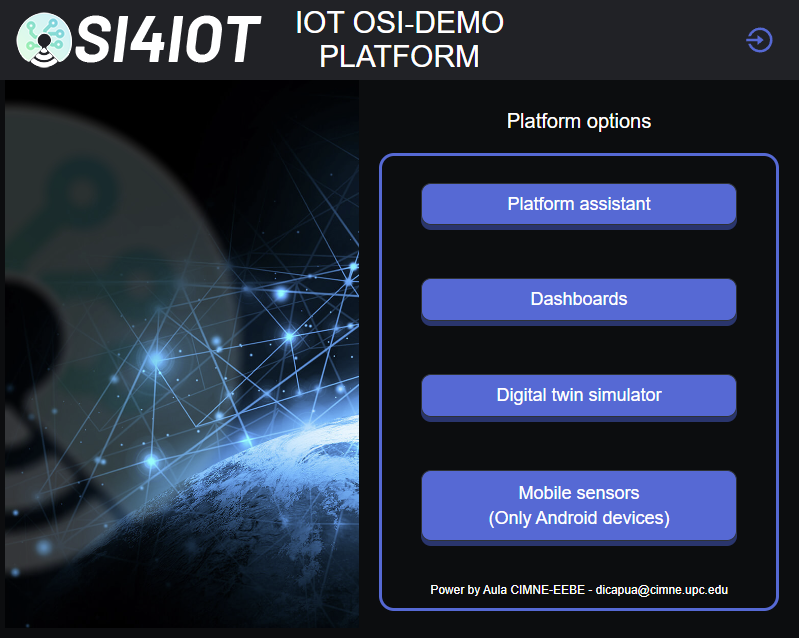 SI4IOT
IOT OSI-DEMO
PLATFORM
Platform options
Platform assistant
Dashboards
Digital twin simulator
Mobile sensors
(Only Android devices)
Power by Aula CIMNE-EEBE - dicapua@cimne.upc.edu